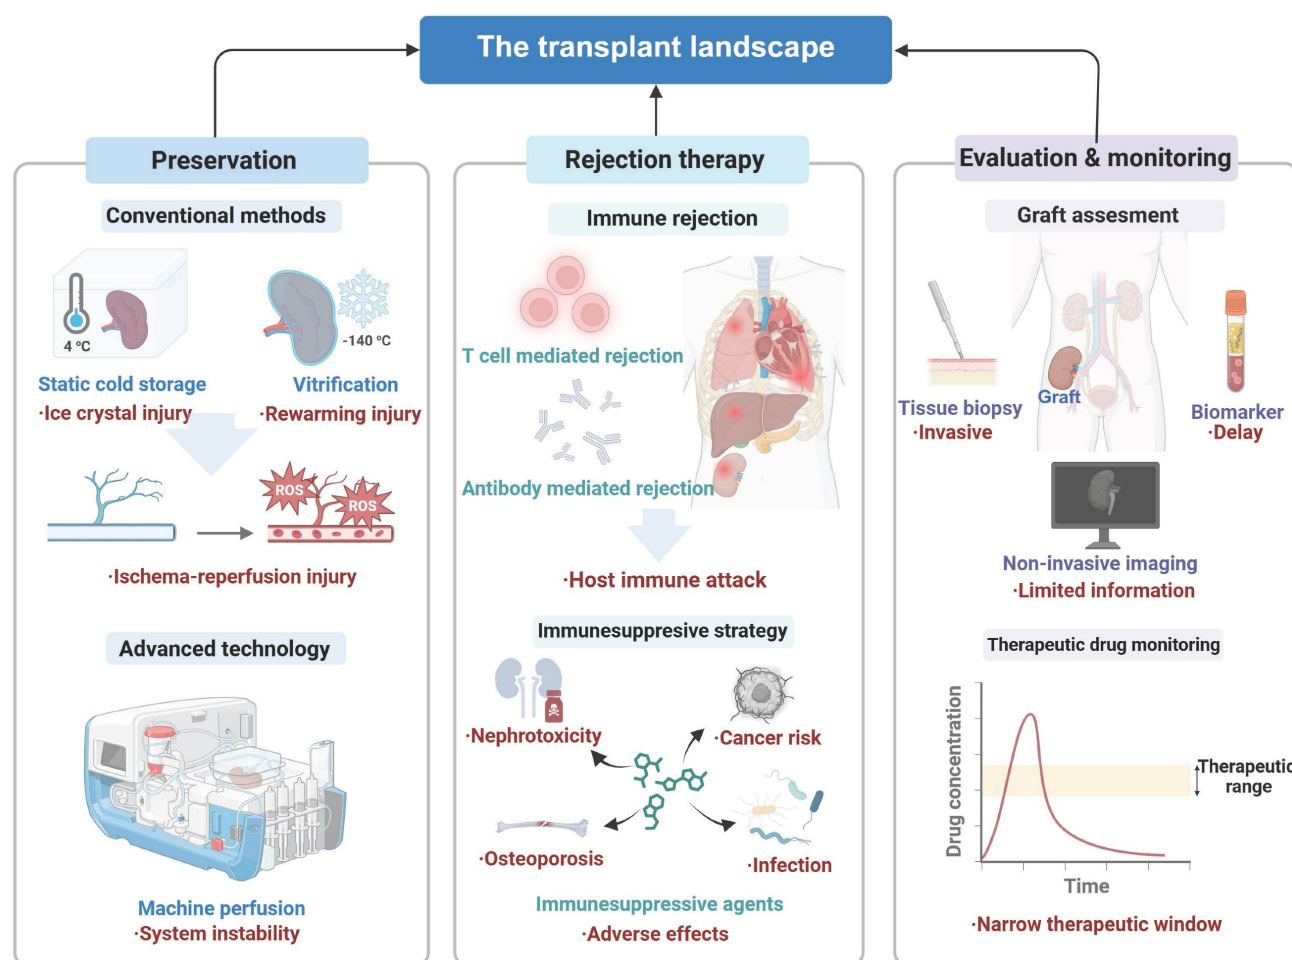 The transplant landscape
Preservation
Conventional methods
4 °C
-140 °C
Static cold storage
·Ice crystal injury
Vitrification
·Rewarming injury
ROS
ROS
·Ischema-reperfusion injury
Advanced technology
Machine perfusion
·System instability
Rejection therapy
Immune rejection
T cell mediated rejection
Antibody mediated rejection
·Host immune attack
Immunesuppresive strategy
·Nephrotoxicity
·Cancer risk
·Osteoporosis
·Infection
Immunesuppressive agents
·Adverse effects
Evaluation & monitoring
Graft assesment
Tissue biopsy
·Invasive
Graft
Biomarker
·Delay
Non-invasive imaging
·Limited information
Therapeutic drug monitoring
Drug concentration
Therapeutic
range
Time
·Narrow therapeutic window